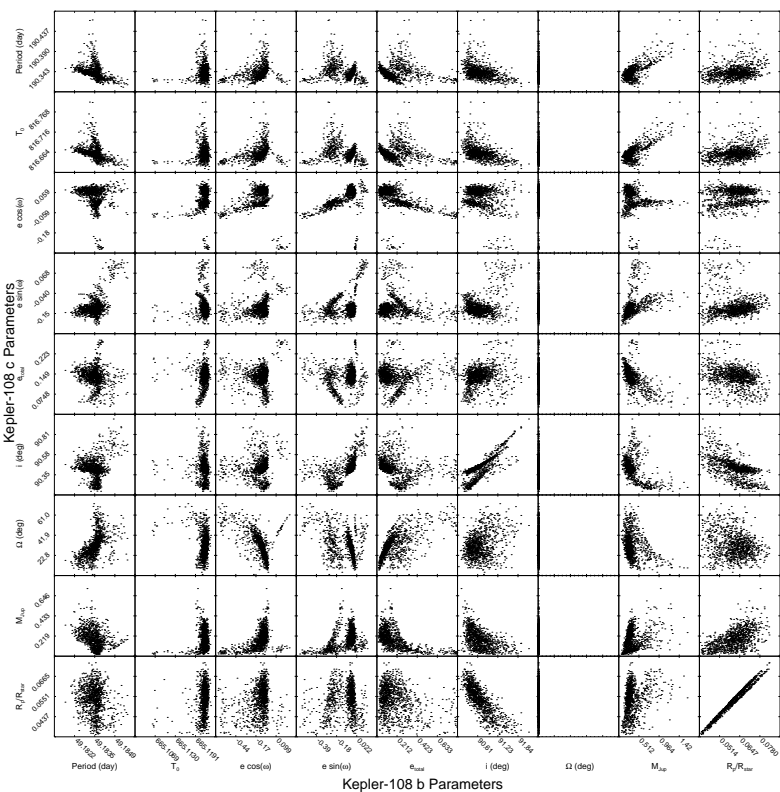 Kepler-108 c Parameters
Period (day)
190.437
190.390
190.343
T0
816.768
816.716
816.664
e cos(ω)
0.059
-0.059
-0.18
e sin(ω)
0.068
-0.040
-0.15
etotal
0.223
0.149
0.0748
i (deg)
90.81
90.58
90.35
Ω (deg)
61.0
41.9
22.8
MJup
0.646
0.433
0.219
Rp/Rstar
0.0665
0.0551
0.0437
49.1822 49.1835 49.1849
665.1069 665.1130 665.1191
-0.44 -0.17 0.099
-0.39 -0.18 0.022
0.212 0.423 0.633
90.61 91.23 91.84
0.512 0.964 1.42
0.0514 0.0647 0.0780
Period (day) T0 e cos(ω) e sin(ω) etotal i (deg) Ω (deg) MJup Rp/Rstar
Kepler-108 b Parameters